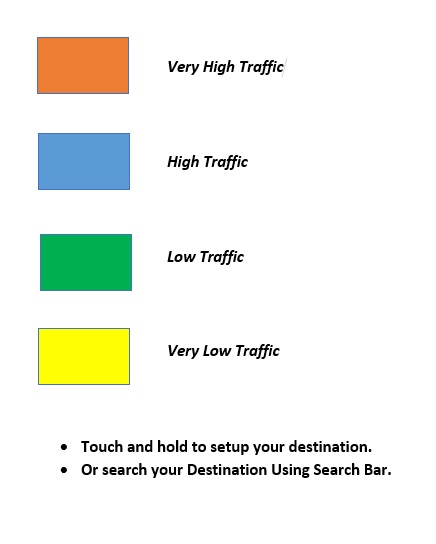 Very High Traffic
High Traffic
Low Traffic
Very Low Traffic
• Touch and hold to setup your destination.
• Or search your Destination Using Search Bar.